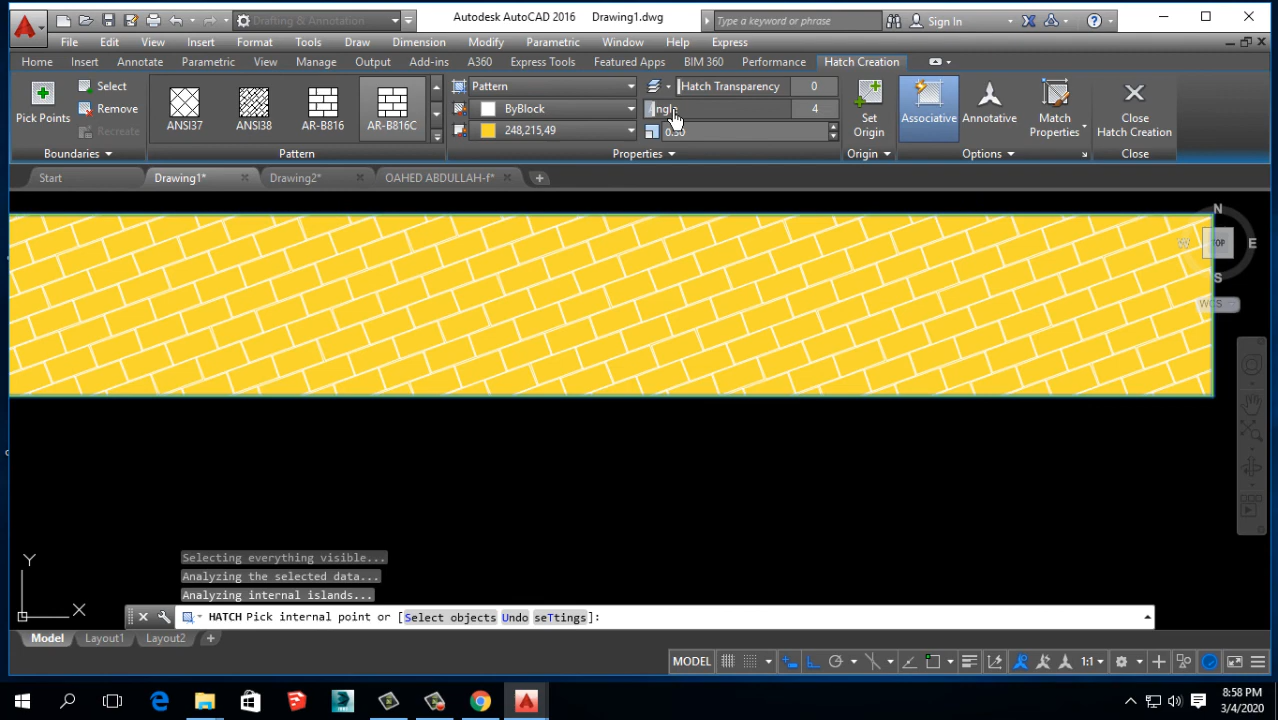 Drafting & Annotation
Autodesk AutoCAD 2016 Drawing1.dwg
Type a keyword or phrase
Sign In
File Edit View Insert Format Tools Draw Dimension Modify Parametric Window Help Express
Home Insert Annotate Parametric View Manage Output Add-ins A360 Express Tools Featured Apps BIM 360 Performance Hatch Creation
Pick Points
Select
Remove
Recreate
Boundaries
ANSI37 ANSI38 AR-B816 AR-B816C
Pattern
Pattern
ByBlock
248,215,49
Hatch Transparency 0
Angle 4
0.50
Properties
Set Origin
Origin
Associative Annotative Match Properties
Options
Close Hatch Creation
Close
Start Drawing1* Drawing2* OAHED ABDULLAH-f*
N
W TOP E
S
WCS
Selecting everything visible...
Analyzing the selected data...
Analyzing internal islands...
Y
X
HATCH Pick internal point or [Select objects Undo seTtings]:
Model Layout1 Layout2
MODEL 1:1
8:58 PM
3/4/2020